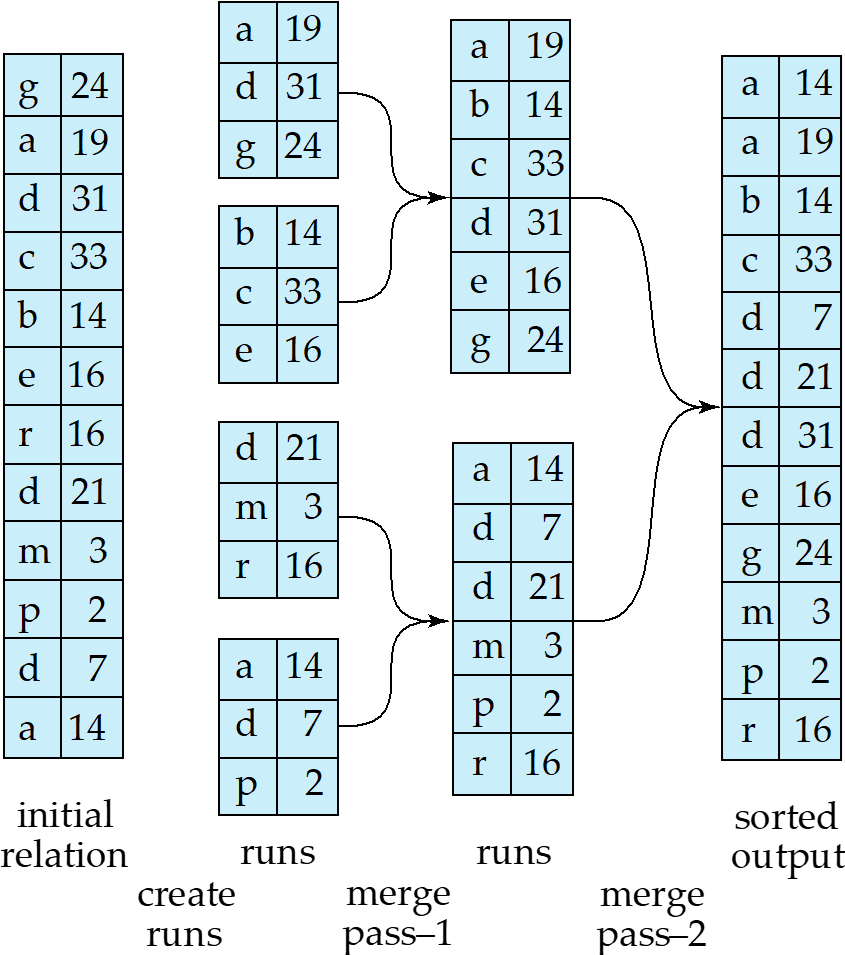 g 24
a 19
d 31
c 33
b 14
e 16
r 16
d 21
m 3
p 2
d 7
a 14
initial
relation
a 19
d 31
g 24
b 14
c 33
e 16
d 21
m 3
r 16
a 14
d 7
p 2
runs
create
runs
a 19
b 14
c 33
d 31
e 16
g 24
a 14
d 7
d 21
m 3
p 2
r 16
runs
merge
pass–1
a 14
a 19
b 14
c 33
d 7
d 21
d 31
e 16
g 24
m 3
p 2
r 16
sorted
output
merge
pass–2